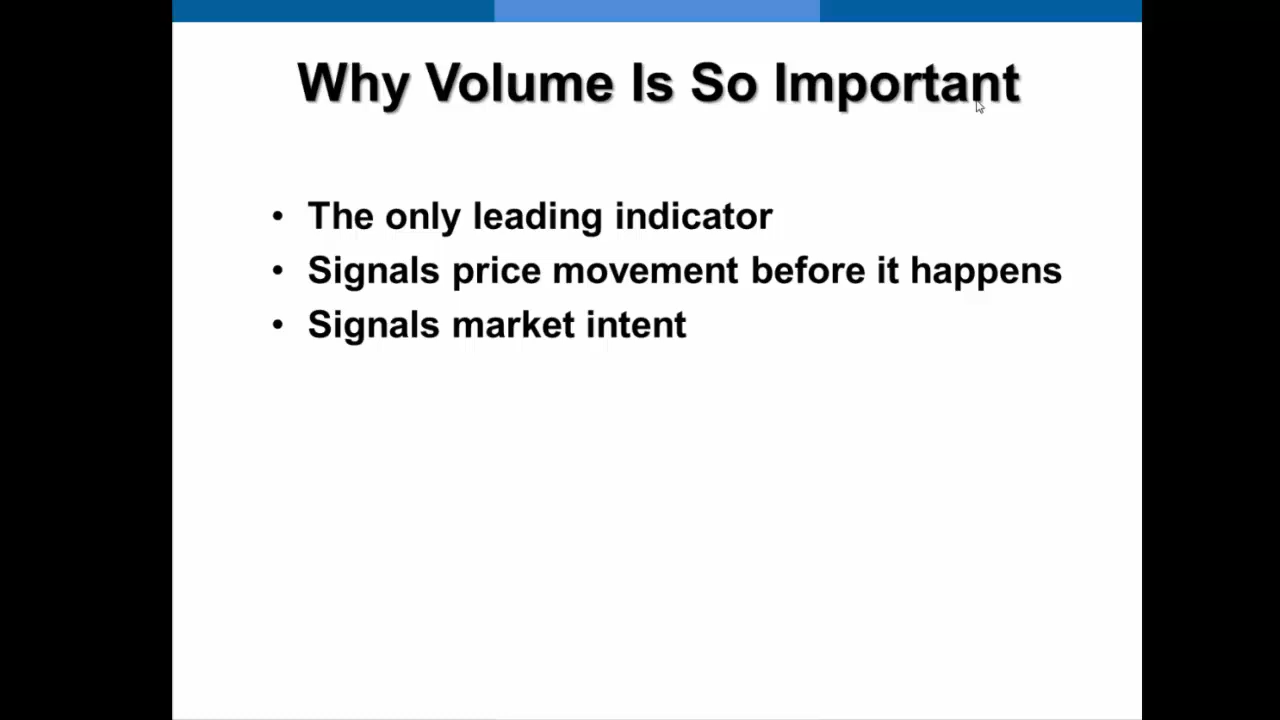 Why Volume Is So Important
• The only leading indicator
• Signals price movement before it happens
• Signals market intent